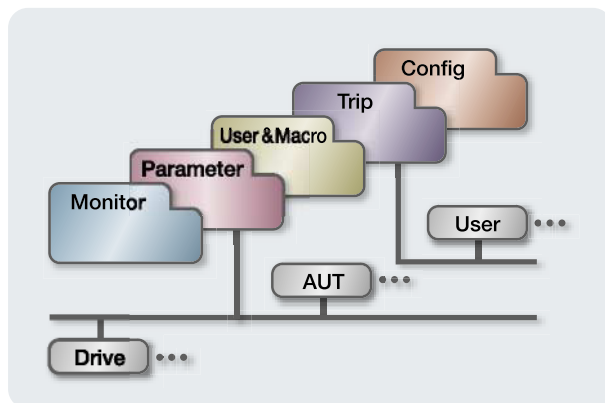 Config
Trip
User & Macro
Parameter
Monitor
User
AUT
Drive